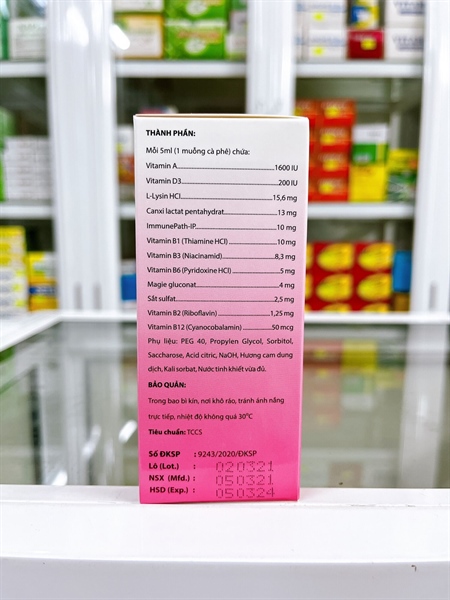 THÀNH PHẦN:
Mỗi 5ml (1 muỗng cà phê) chứa:
Vitamin A...1600 IU
Vitamin D3...200 IU
L-Lysin HCl...15,6 mg
Canxi lactat pentahydrat...13 mg
ImmunePath-IP...10 mg
Vitamin B1 (Thiamine HCl)...10 mg
Vitamin B3 (Niacinamid)...8,3 mg
Vitamin B6 (Pyridoxine HCl)...5 mg
Magie gluconat...4 mg
Sắt sulfat...2,5 mg
Vitamin B2 (Riboflavin)...1,25 mg
Vitamin B12 (Cyanocobalamin)...50 mcg
Phụ liệu: PEG 40, Propylen Glycol, Sorbitol,
Saccharose, Acid citric, NaOH, Hương cam dung
dịch, Kali sorbat, Nước tinh khiết vừa đủ.
BẢO QUẢN:
Trong bao bì kín, nơi khô ráo, tránh ánh nắng
trực tiếp, nhiệt độ không quá 30°C
Tiêu chuẩn: TCCS
Số ĐKSP : 9243/2020/ĐKSP
Lô (Lot.) : 020321
NSX (Mfd.) : 050321
HSD (Exp.) : 050324